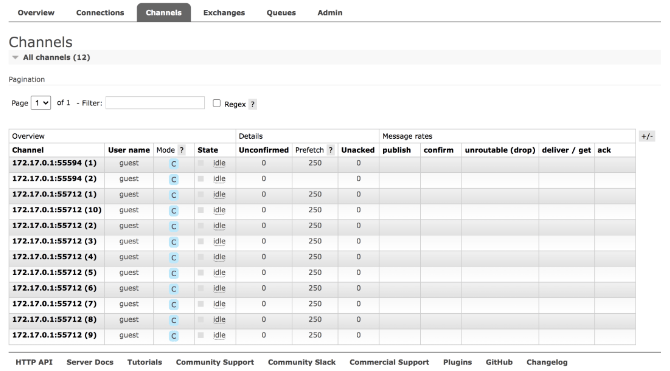 Overview Connections Channels Exchanges Queues Admin
Channels
All channels (12)
Pagination
Page 1 of 1 - Filter: Regex ?
Overview Details Message rates +/-
Channel User name Mode ? State Unconfirmed Prefetch ? Unacked publish confirm unroutable (drop) deliver / get ack
172.17.0.1:55594 (1) guest C idle 0 250 0
172.17.0.1:55594 (2) guest C idle 0 250 0
172.17.0.1:55712 (1) guest C idle 0 250 0
172.17.0.1:55712 (10) guest C idle 0 250 0
172.17.0.1:55712 (2) guest C idle 0 250 0
172.17.0.1:55712 (3) guest C idle 0 250 0
172.17.0.1:55712 (4) guest C idle 0 250 0
172.17.0.1:55712 (5) guest C idle 0 250 0
172.17.0.1:55712 (6) guest C idle 0 250 0
172.17.0.1:55712 (7) guest C idle 0 250 0
172.17.0.1:55712 (8) guest C idle 0 250 0
172.17.0.1:55712 (9) guest C idle 0 250 0
HTTP API Server Docs Tutorials Community Support Community Slack Commercial Support Plugins GitHub Changelog